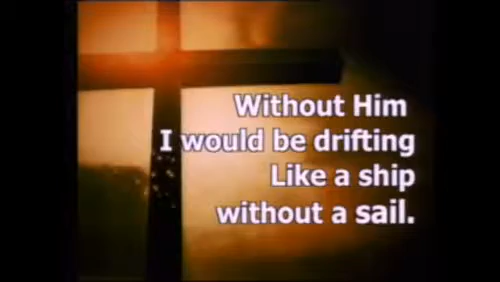 Without Him
I would be drifting
Like a ship
without a sail.